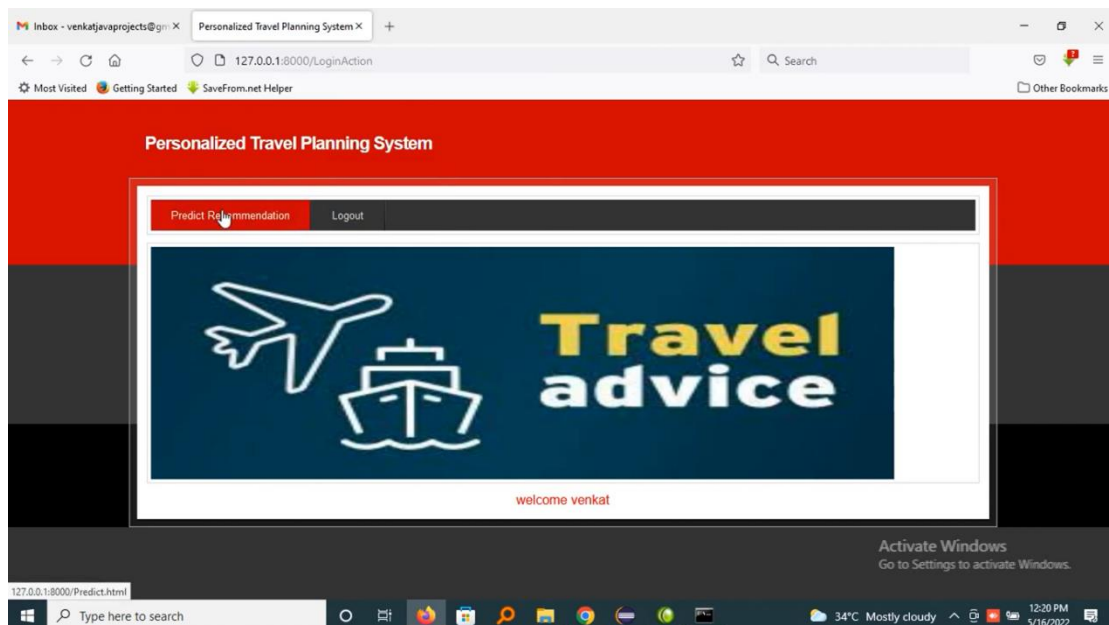 Inbox - venkatjavaprojects@gm
Personalized Travel Planning System
127.0.0.1:8000/LoginAction
Search
Most Visited
Getting Started
SaveFrom.net Helper
Other Bookmarks
Personalized Travel Planning System
Predict Recommendation
Logout
Travel
advice
welcome venkat
Activate Windows
Go to Settings to activate Windows.
127.0.0.1:8000/Predict.html
Type here to search
34°C Mostly cloudy
12:20 PM
5/16/2022